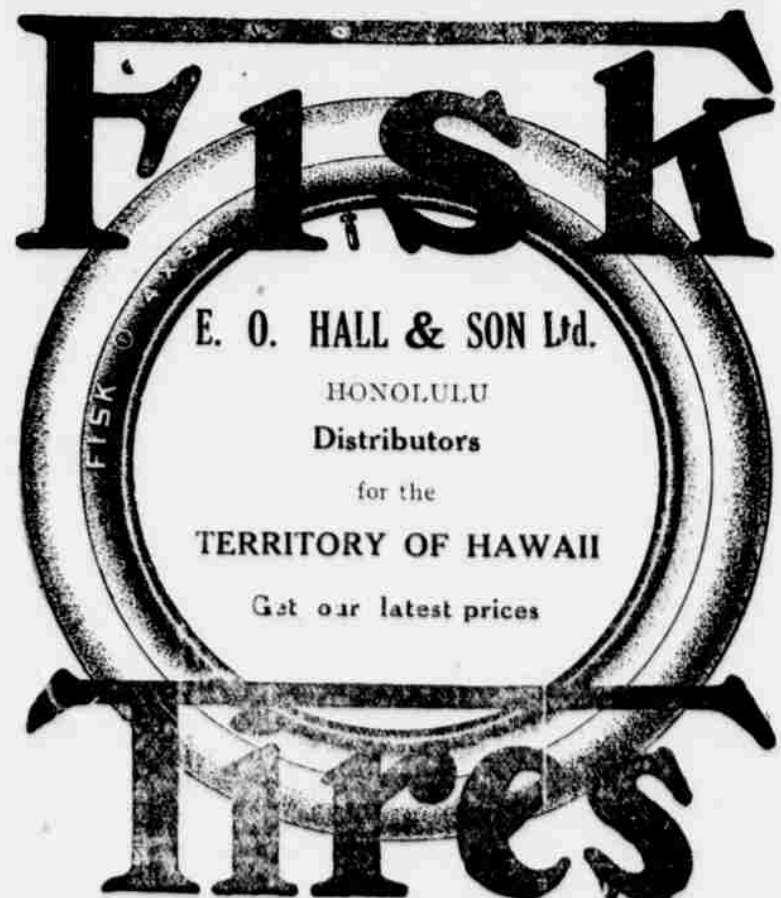 Fisk
FISK
E. O. HALL & SON Ltd.
HONOLULU
Distributors
for the
TERRITORY OF HAWAII
Get our latest prices
Tires